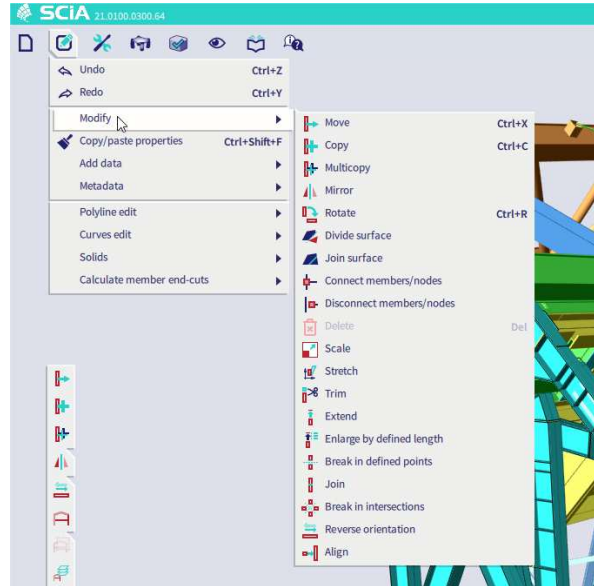 SCiA 21.0100.0300.64
Undo Ctrl+Z
Redo Ctrl+Y
Modify
Copy/paste properties Ctrl+Shift+F
Add data
Metadata
Polyline edit
Curves edit
Solids
Calculate member end-cuts
Move Ctrl+X
Copy Ctrl+C
Multicopy
Mirror
Rotate Ctrl+R
Divide surface
Join surface
Connect members/nodes
Disconnect members/nodes
Delete Del
Scale
Stretch
Trim
Extend
Enlarge by defined length
Break in defined points
Join
Break in intersections
Reverse orientation
Align